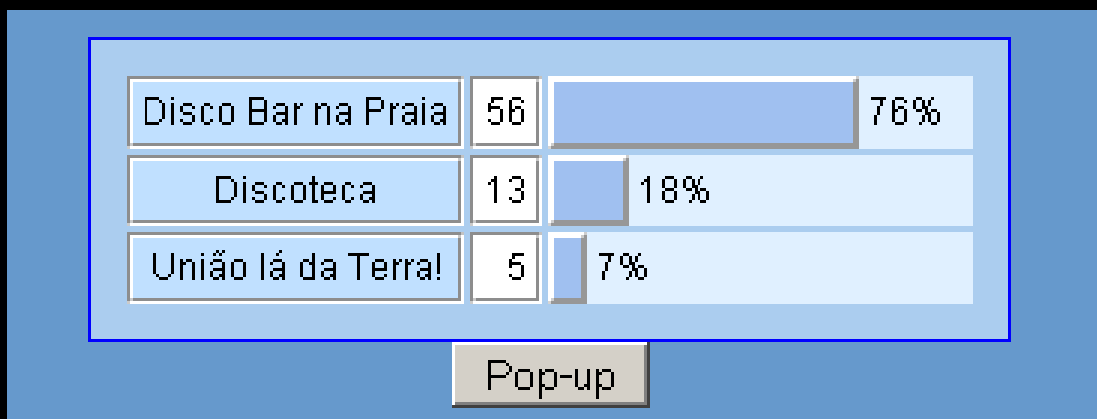 Disco Bar na Praia 56 76%
Discoteca 13 18%
União lá da Terra! 5 7%
Pop-up